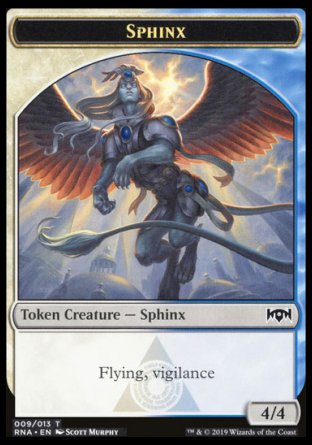 SPHINX
Token Creature — Sphinx
Flying, vigilance
4/4
009/013 T
RNA • EN SCOTT MURPHY
™ & © 2019 Wizards of the Coast